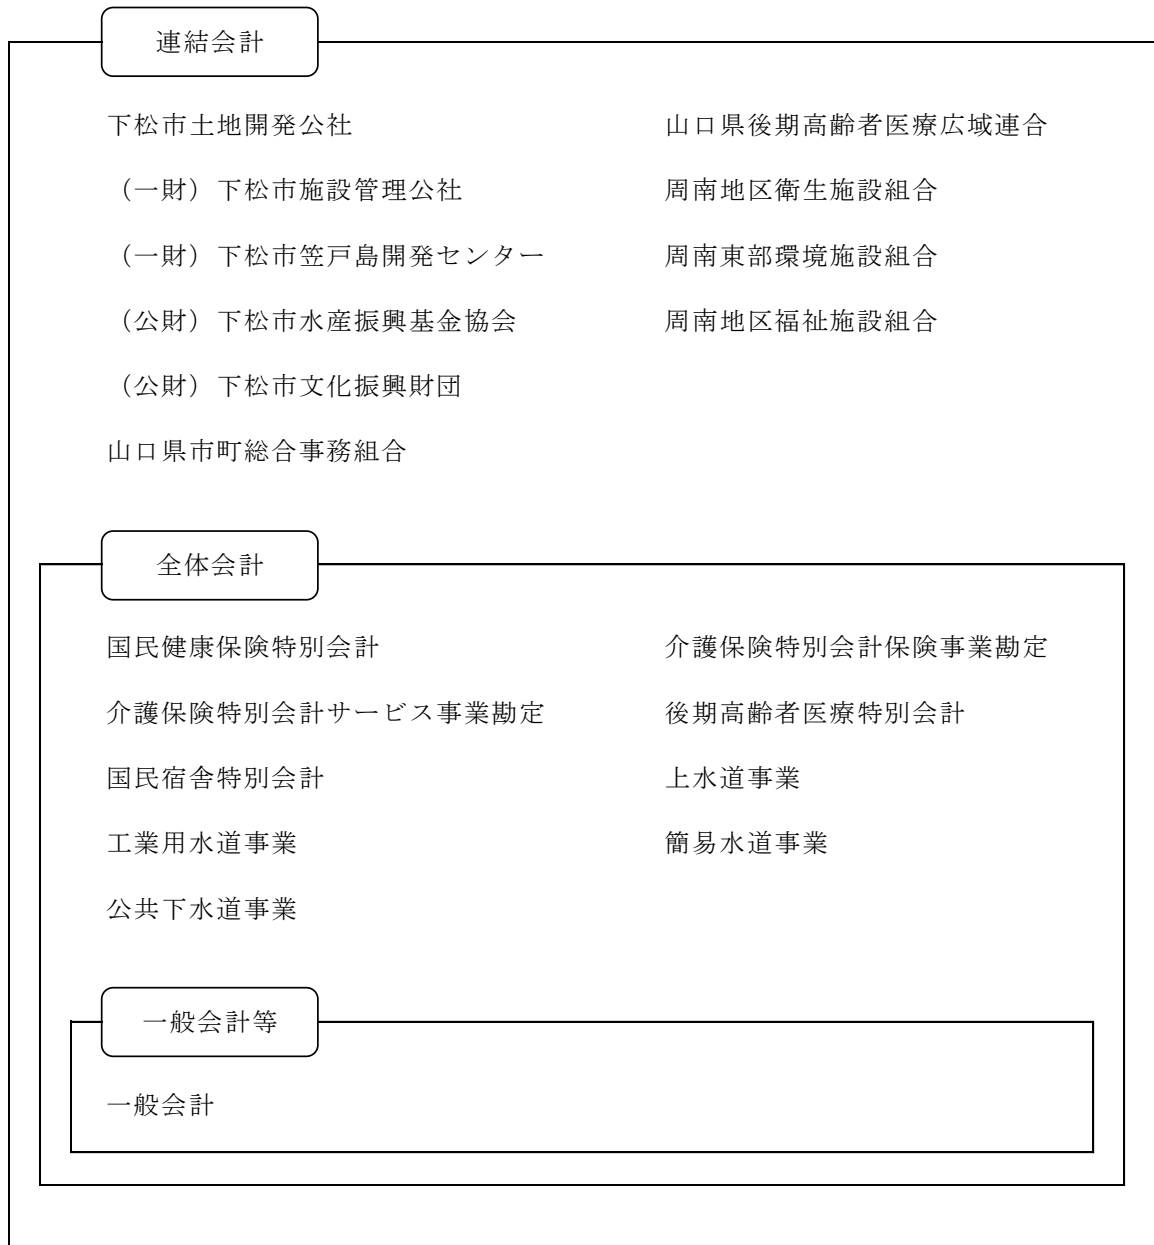 連結会計
下松市土地開発公社
山口県後期高齢者医療広域連合
（一財）下松市施設管理公社
周南地区衛生施設組合
（一財）下松市笠戸島開発センター
周南東部環境施設組合
（公財）下松市水産振興基金協会
周南地区福祉施設組合
（公財）下松市文化振興財団
山口県市町総合事務組合
全体会計
国民健康保険特別会計
介護保険特別会計保険事業勘定
介護保険特別会計サービス事業勘定
後期高齢者医療特別会計
国民宿舎特別会計
上水道事業
工業用水道事業
簡易水道事業
公共下水道事業
一般会計等
一般会計